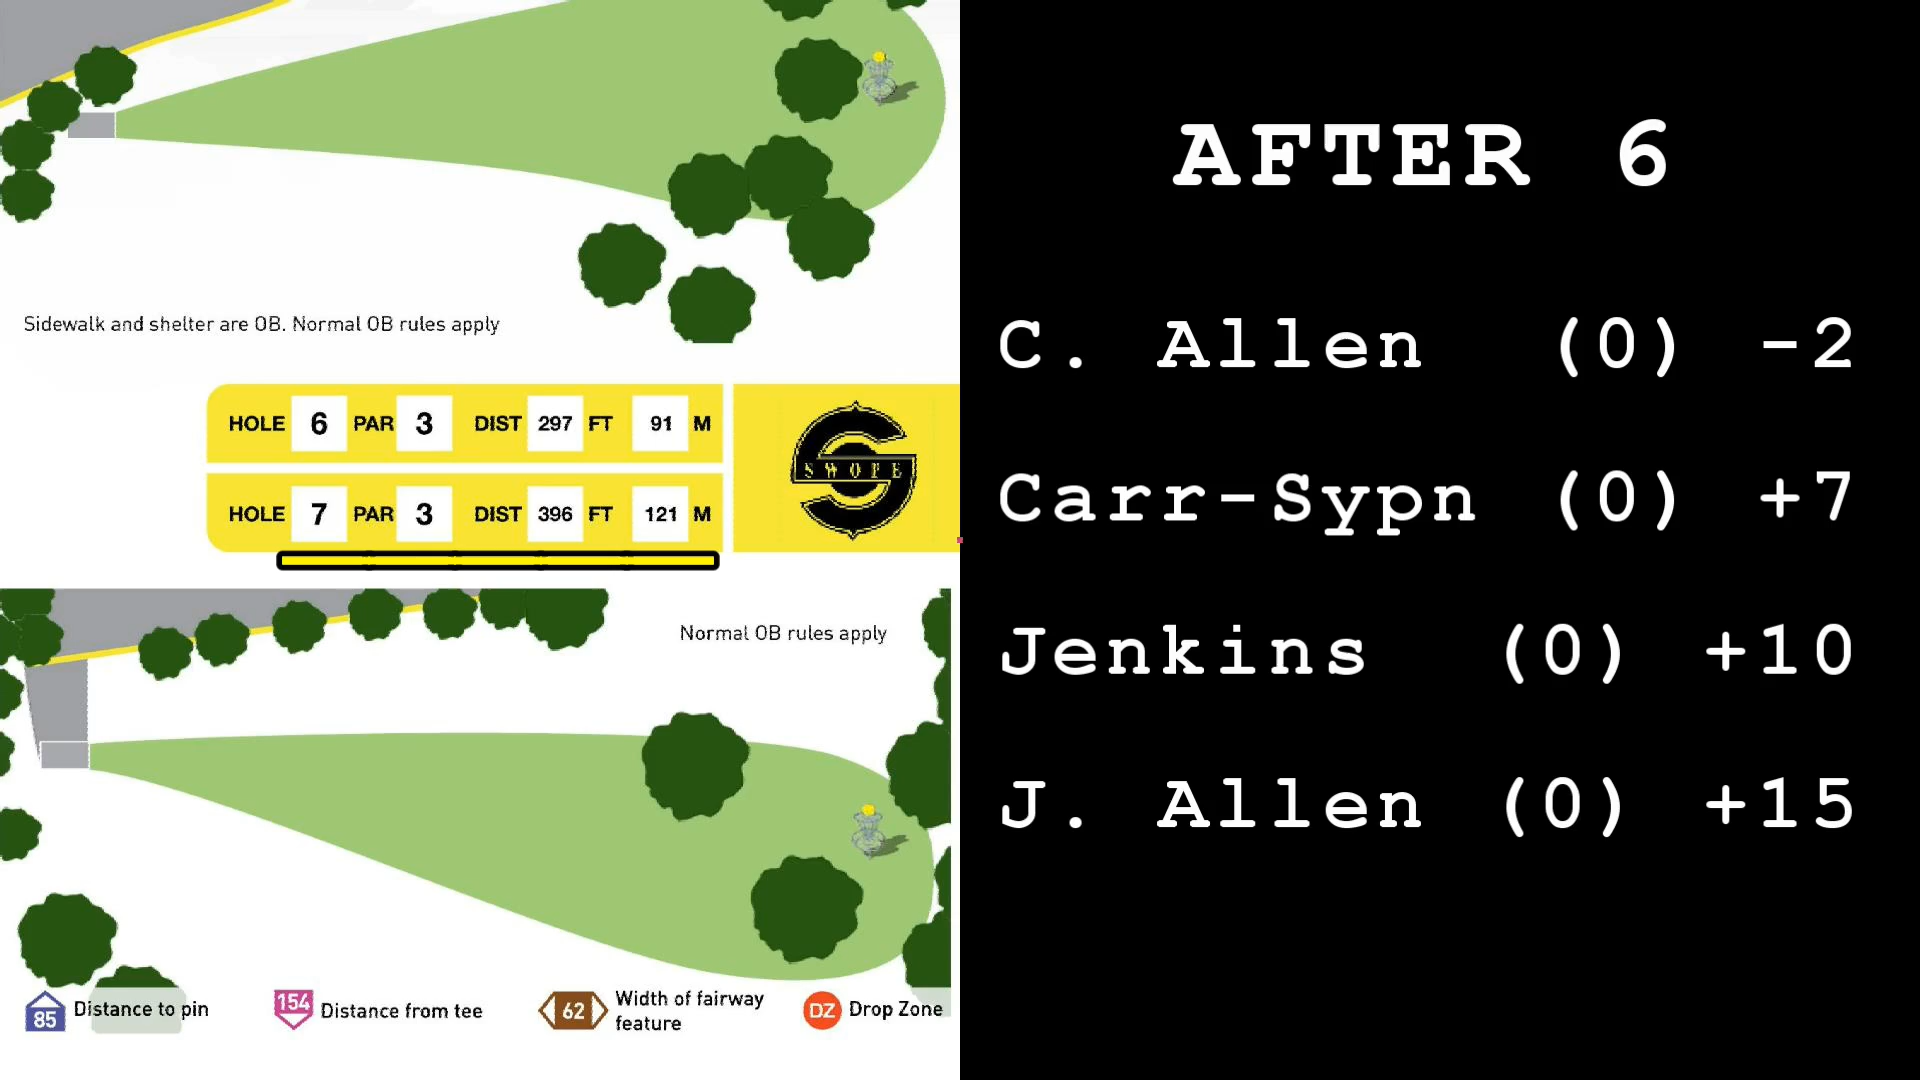 Sidewalk and shelter are OB. Normal OB rules apply
HOLE 6 PAR 3 DIST 297 FT 91 M
SWOPE
HOLE 7 PAR 3 DIST 396 FT 121 M
Normal OB rules apply
85 Distance to pin
154 Distance from tee
62 Width of fairway
feature
DZ Drop Zone
AFTER 6
C. Allen (0) -2
Carr-Sypn (0) +7
Jenkins (0) +10
J. Allen (0) +15